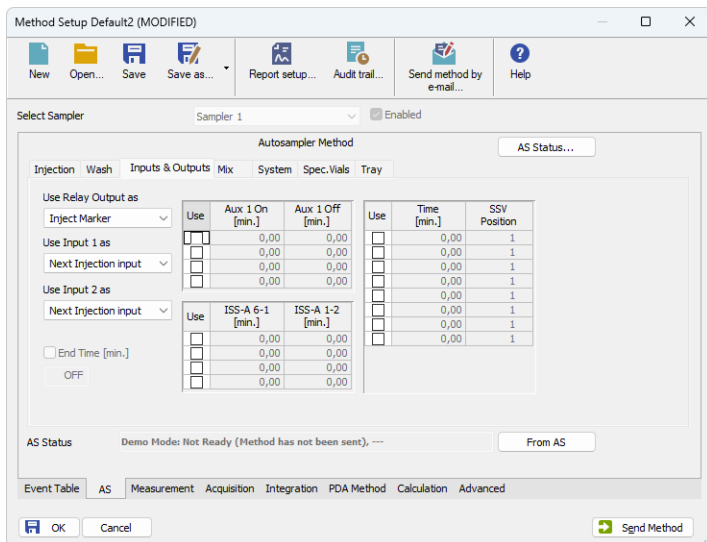 Method Setup Default2 (MODIFIED)
New Open... Save Save as... Report setup... Audit trail... Send method by e-mail... Help
Select Sampler Sampler 1 Enabled
Autosampler Method
AS Status...
Injection Wash Inputs & Outputs Mix System Spec.Vials Tray
Use Relay Output as
Inject Marker
Use Input 1 as
Next Injection input
Use Input 2 as
Next Injection input
End Time [min.]
OFF
Use Aux 1 On [min.] Aux 1 Off [min.]
0,00 0,00
0,00 0,00
0,00 0,00
0,00 0,00
Use ISS-A 6-1 [min.] ISS-A 1-2 [min.]
0,00 0,00
0,00 0,00
0,00 0,00
0,00 0,00
Use Time [min.] SSV Position
0,00 1
0,00 1
0,00 1
0,00 1
0,00 1
0,00 1
0,00 1
0,00 1
AS Status Demo Mode: Not Ready (Method has not been sent), --- From AS
Event Table AS Measurement Acquisition Integration PDA Method Calculation Advanced
OK Cancel Send Method